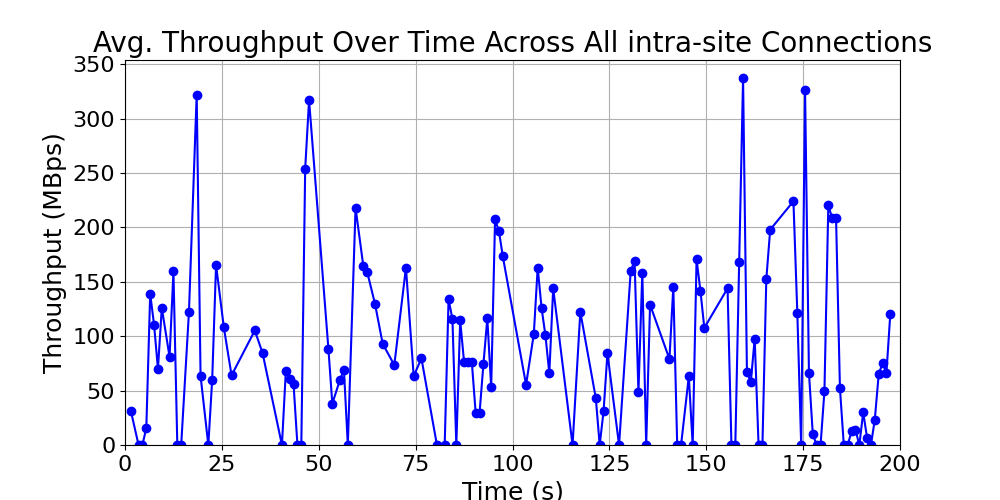 Avg. Throughput Over Time Across All intra-site Connections
Throughput (MBps)
350
300
250
200
150
100
50
0
0 25 50 75 100 125 150 175 200
Time (s)